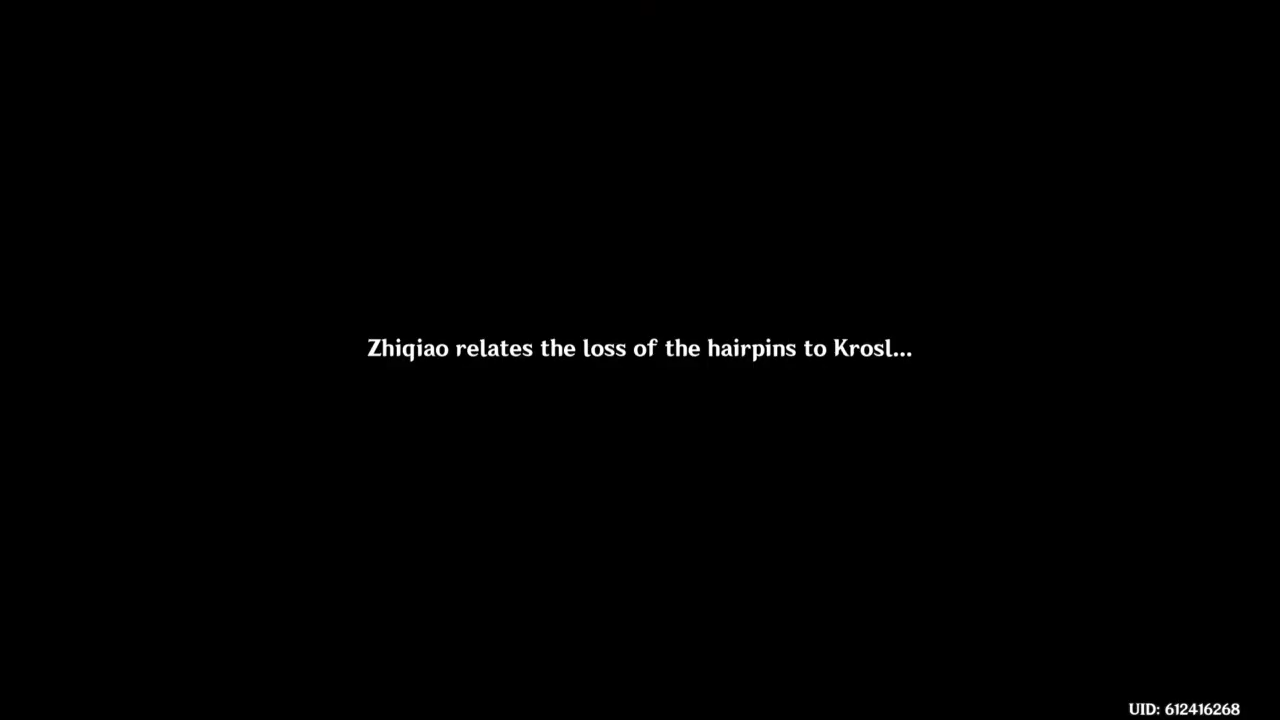 Zhiqiao relates the loss of the hairpins to Krosl...
UID: 612416268